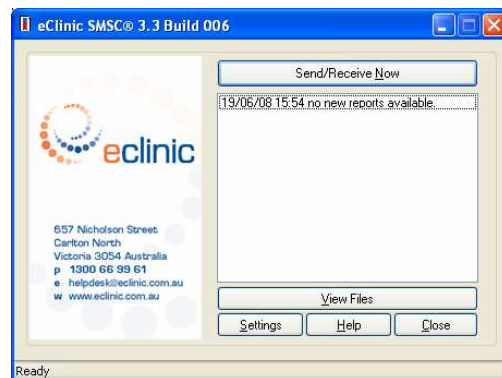 eClinic SMSC® 3.3 Build 006
Send/Receive Now
19/06/08 15:54 no new reports available.
eclinic
657 Nicholson Street
Carlton North
Victoria 3054 Australia
p 1300 66 99 61
e helpdesk@eclinic.com.au
w www.eclinic.com.au
View Files
Settings Help Close
Ready